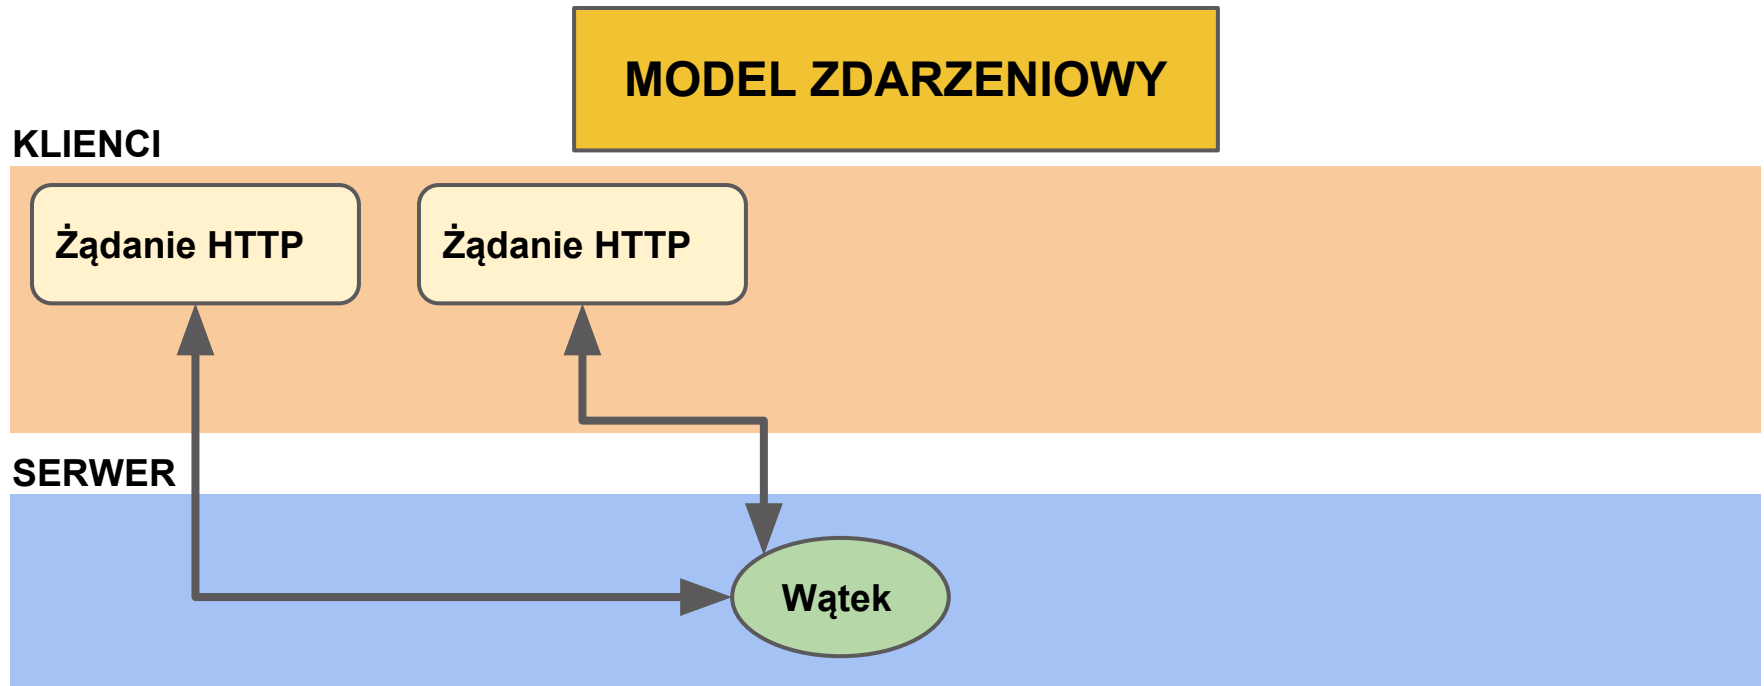 MODEL ZDARZENIOWY
KLIENCI
Żądanie HTTP
Żądanie HTTP
SERWER
Wątek